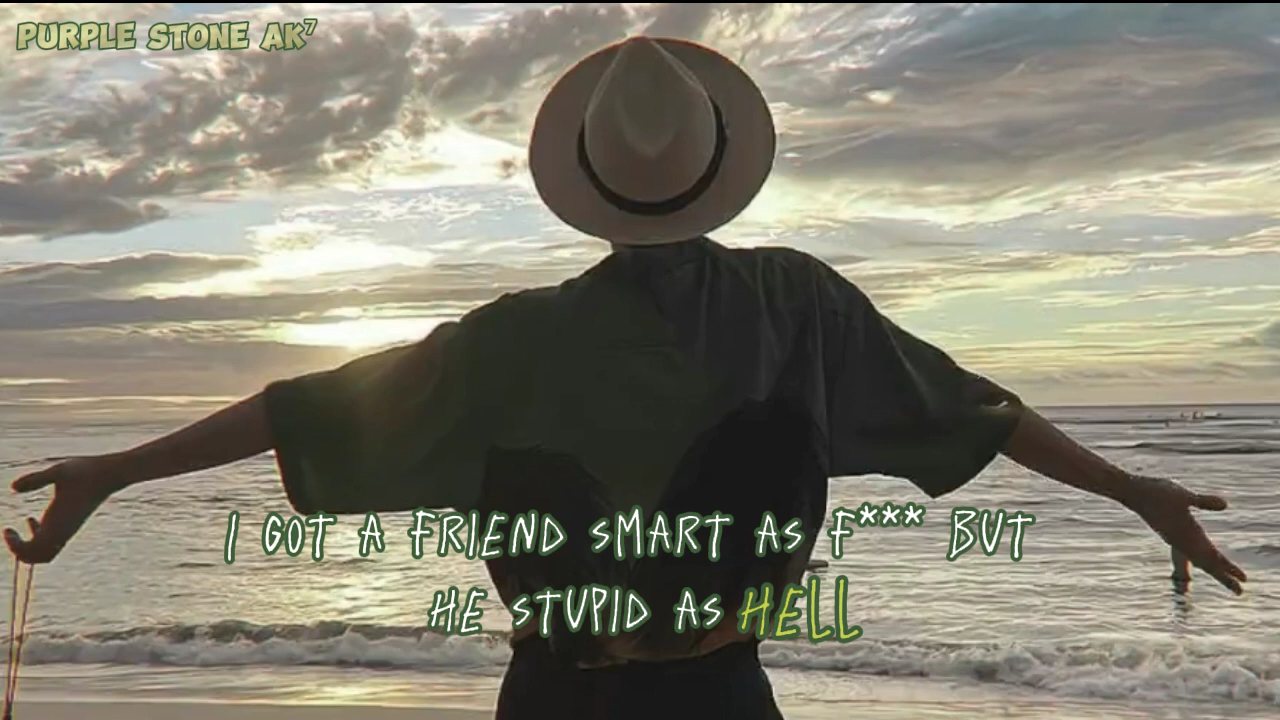 PURPLE STONE AK⁷
I GOT A FRIEND SMART AS F*** BUT
HE STUPID AS HELL